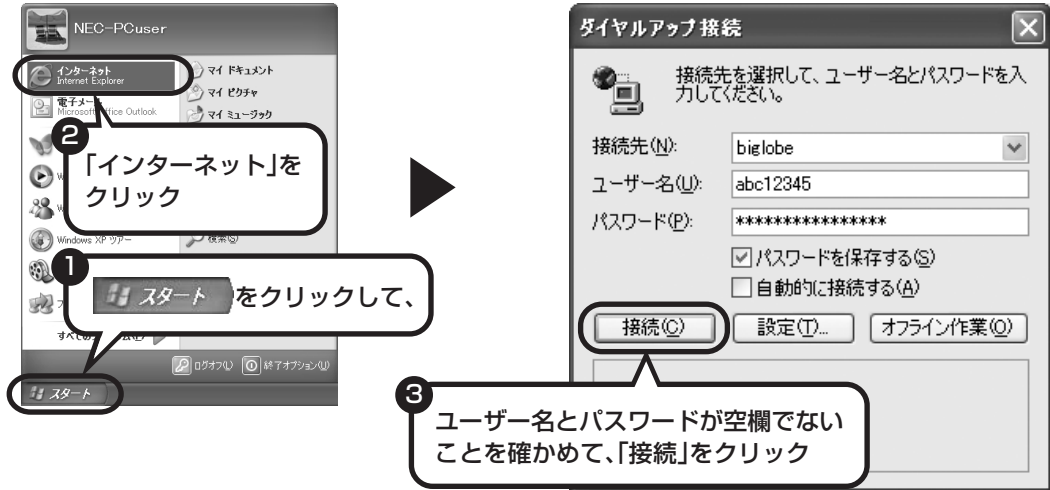 NEC-PCuser
インターネット
Internet Explorer
マイ ドキュメント
電子メール
Microsoft Office Outlook
マイ ピクチャ
マイ ミュージック
2
「インターネット」を
クリック
Windows XP ツアー
検索(S)
1
スタート をクリックして、
ログオフ(L) 終了オプション(U)
スタート
ダイヤルアップ接続
接続先を選択して、ユーザー名とパスワードを入
力してください。
接続先(N): biglobe
ユーザー名(U): abc12345
パスワード(P): ****************
パスワードを保存する(S)
自動的に接続する(A)
接続(C) 設定(T)... オフライン作業(O)
3
ユーザー名とパスワードが空欄でない
ことを確かめて、「接続」をクリック